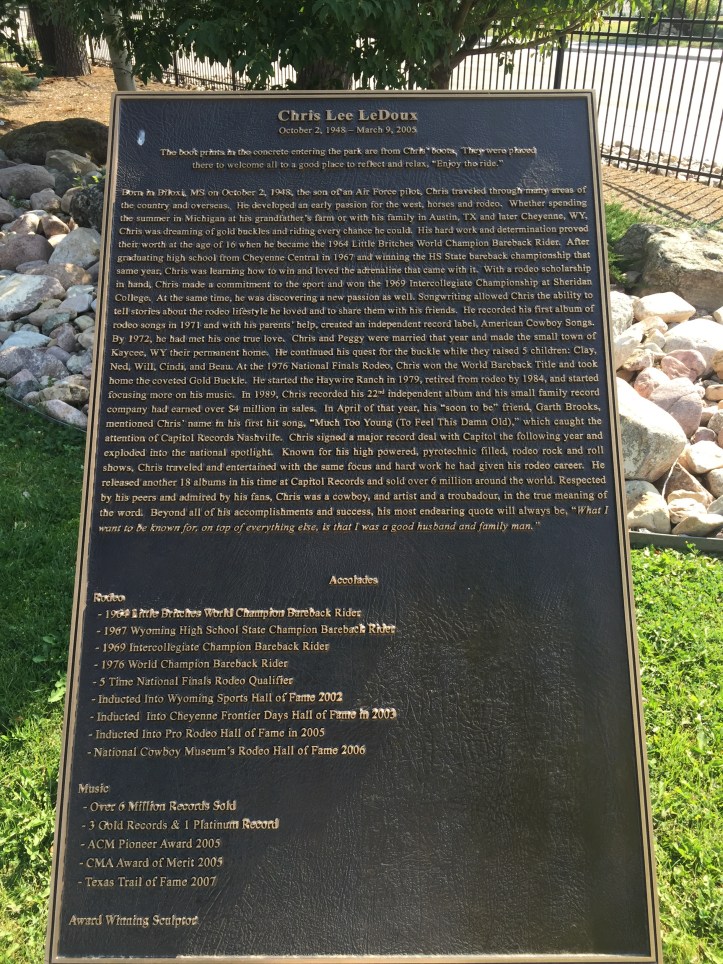 Chris Lee LeDoux
October 2, 1948 – March 9, 2005
The boot prints in the concrete entering the park are from Chris' boots. They were placed
there to welcome all to a good place to reflect and relax, "Enjoy the ride."
Born in Biloxi, MS on October 2, 1948, the son of an Air Force pilot, Chris traveled through many areas of
the country and overseas. He developed an early passion for the west, horses and rodeo. Whether spending
the summer in Michigan at his grandfather's farm or with his family in Austin, TX and later Cheyenne, WY,
Chris was dreaming of gold buckles and riding every chance he could. His hard work and determination proved
their worth at the age of 16 when he became the 1964 Little Britches World Champion Bareback Rider. After
graduating high school from Cheyenne Central in 1967 and winning the HS State bareback championship that
same year, Chris was learning how to win and loved the adrenaline that came with it. With a rodeo scholarship
in hand, Chris made a commitment to the sport and won the 1969 Intercollegiate Championship at Sheridan
College. At the same time, he was discovering a new passion as well. Songwriting allowed Chris the ability to
tell stories about the rodeo lifestyle he loved and to share them with his friends. He recorded his first album of
rodeo songs in 1971 and with his parents' help, created an independent record label, American Cowboy Songs.
By 1972, he had met his one true love. Chris and Peggy were married that year and made the small town of
Kaycee, WY their permanent home. He continued his quest for the buckle while they raised 5 children: Clay,
Ned, Will, Cindi, and Beau. At the 1976 National Finals Rodeo, Chris won the World Bareback Title and took
home the coveted Gold Buckle. He started the Haywire Ranch in 1979, retired from rodeo by 1984, and started
focusing more on his music. In 1989, Chris recorded his 22nd independent album and his small family record
company had earned over $4 million in sales. In April of that year, his "soon to be" friend, Garth Brooks,
mentioned Chris' name in his first hit song, "Much Too Young (To Feel This Damn Old)," which caught the
attention of Capitol Records Nashville. Chris signed a major record deal with Capitol the following year and
exploded into the national spotlight. Known for his high powered, pyrotechnic filled, rodeo rock and roll
shows, Chris traveled and entertained with the same focus and hard work he had given his rodeo career. He
released another 18 albums in his time at Capitol Records and sold over 6 million around the world. Respected
by his peers and admired by his fans, Chris was a cowboy, and artist and a troubadour, in the true meaning of
the word. Beyond all of his accomplishments and success, his most endearing quote will always be, "What I
want to be known for, on top of everything else, is that I was a good husband and family man."
Accolades
Rodeo
- 1964 Little Britches World Champion Bareback Rider
- 1967 Wyoming High School State Champion Bareback Rider
- 1969 Intercollegiate Champion Bareback Rider
- 1976 World Champion Bareback Rider
- 5 Time National Finals Rodeo Qualifier
- Inducted Into Wyoming Sports Hall of Fame 2002
- Inducted Into Cheyenne Frontier Days Hall of Fame in 2003
- Inducted Into Pro Rodeo Hall of Fame in 2005
- National Cowboy Museum's Rodeo Hall of Fame 2006
Music
- Over 6 Million Records Sold
- 3 Gold Records & 1 Platinum Record
- ACM Pioneer Award 2005
- CMA Award of Merit 2005
- Texas Trail of Fame 2007
Award Winning Sculptor